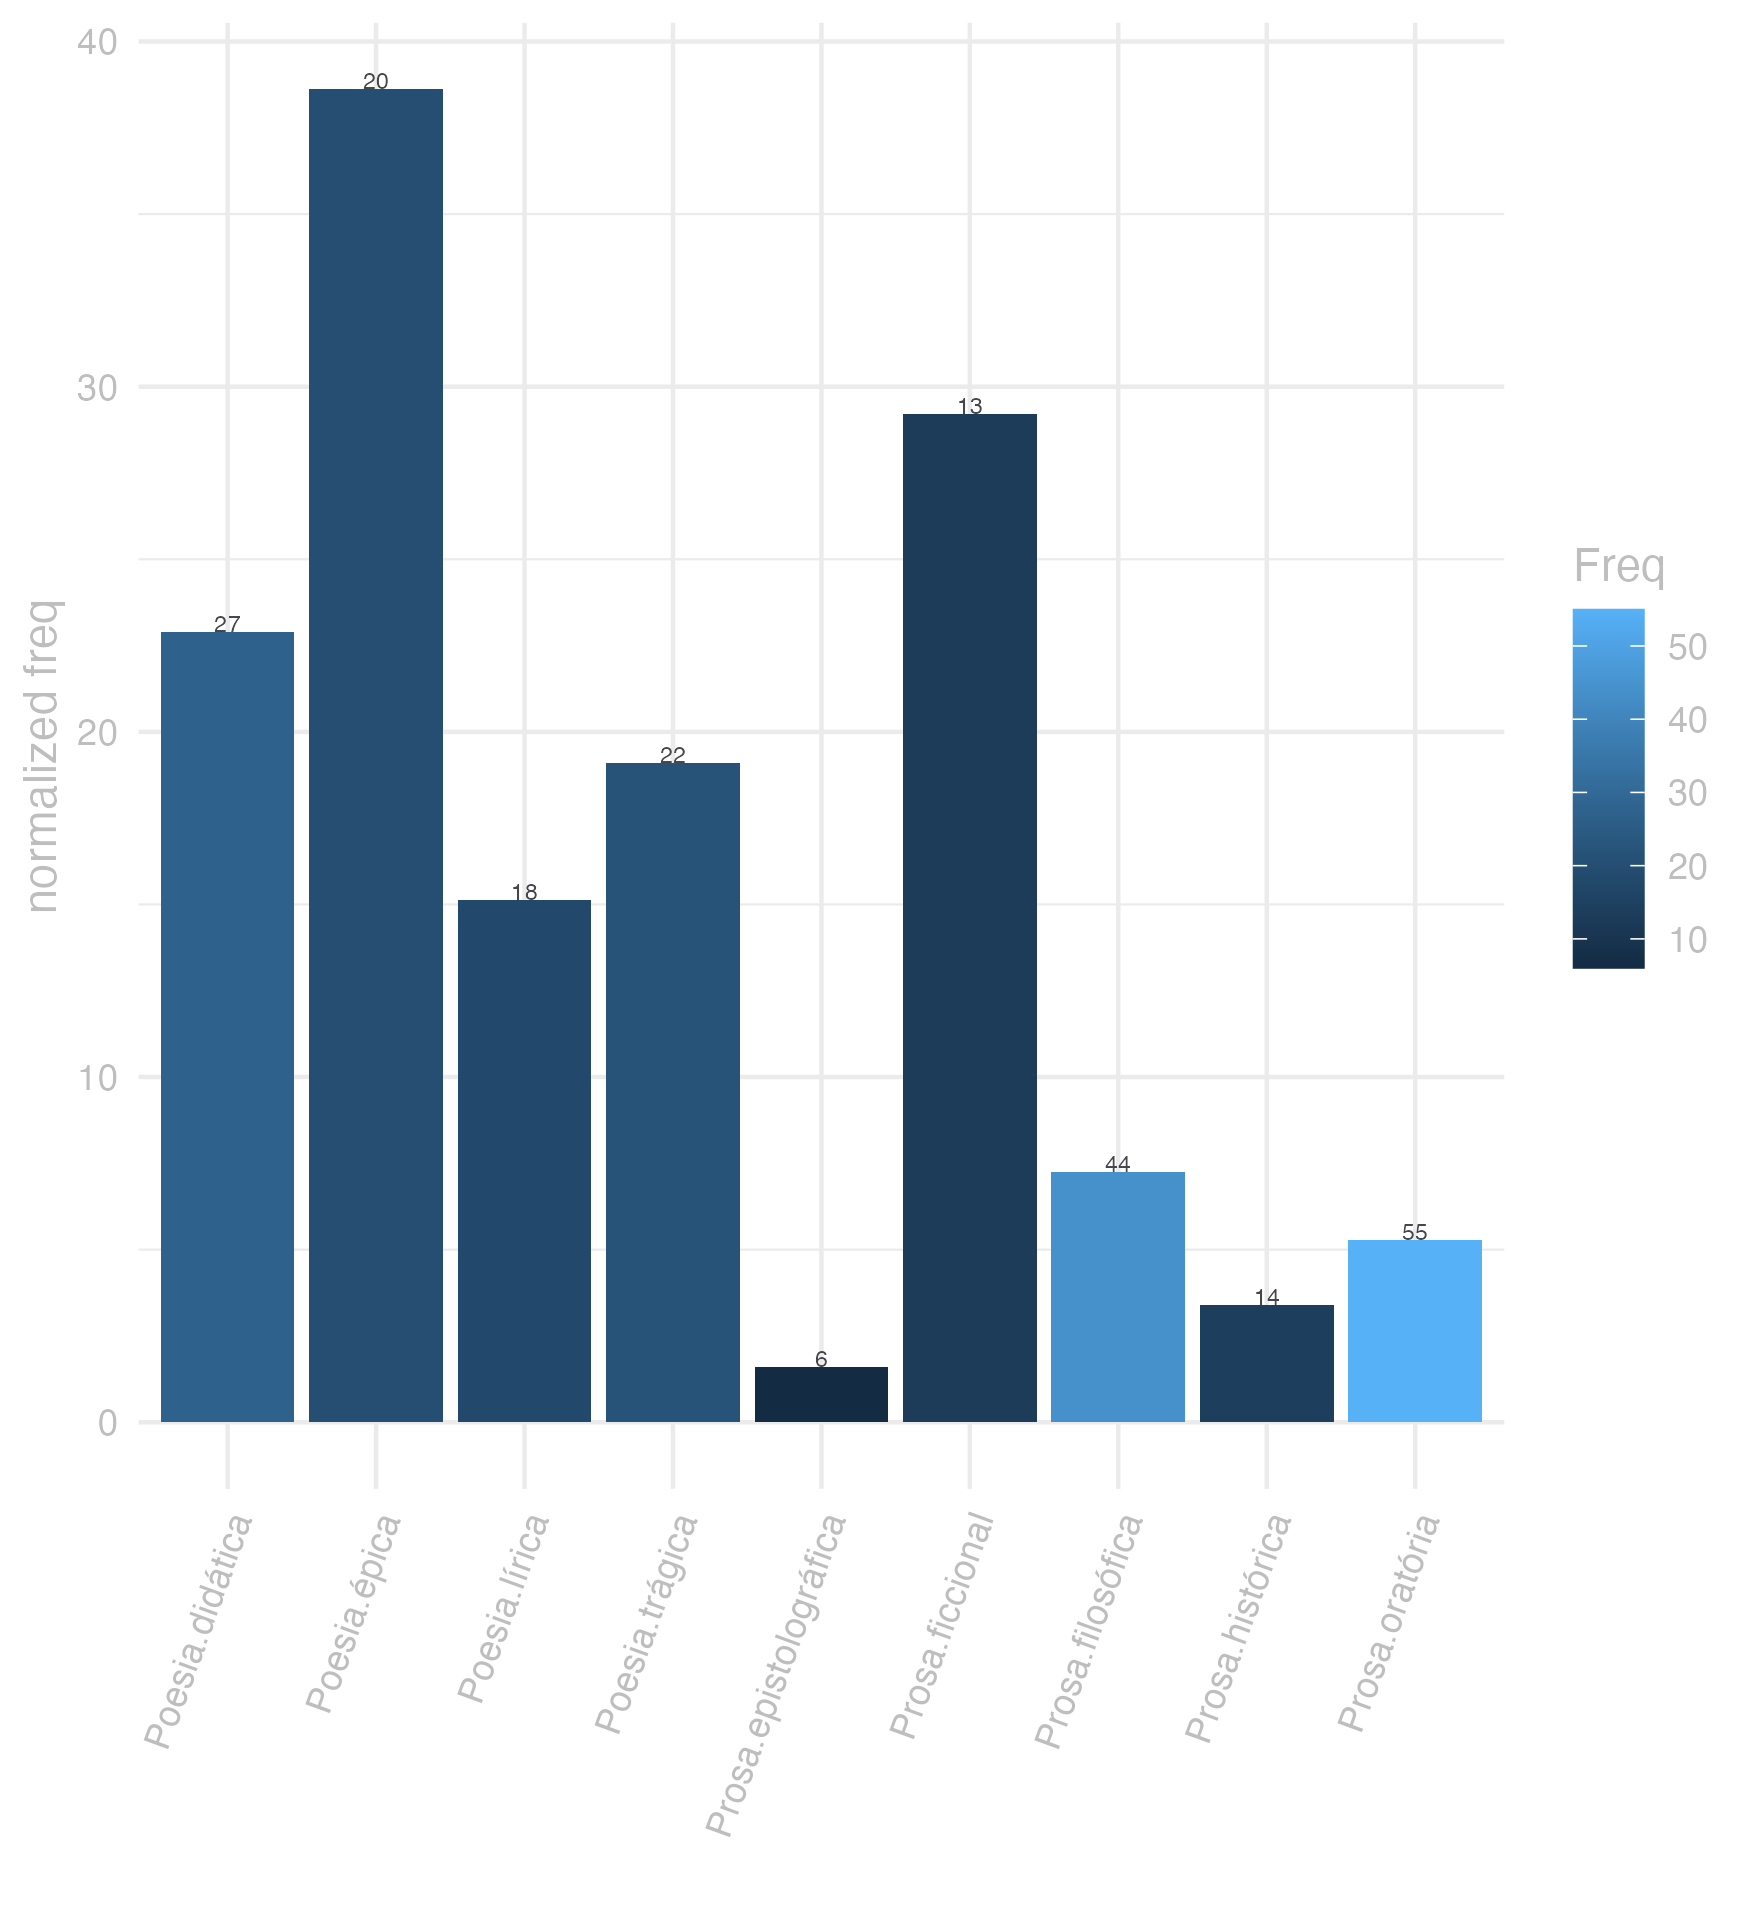 normalized freq
40
30
20
10
0
27
20
18
22
6
13
44
14
55
Poesia.didática
Poesia.épica
Poesia.lírica
Poesia.trágica
Prosa.epistolográfica
Prosa.ficcional
Prosa.filosófica
Prosa.histórica
Prosa.oratória
Freq
50
40
30
20
10